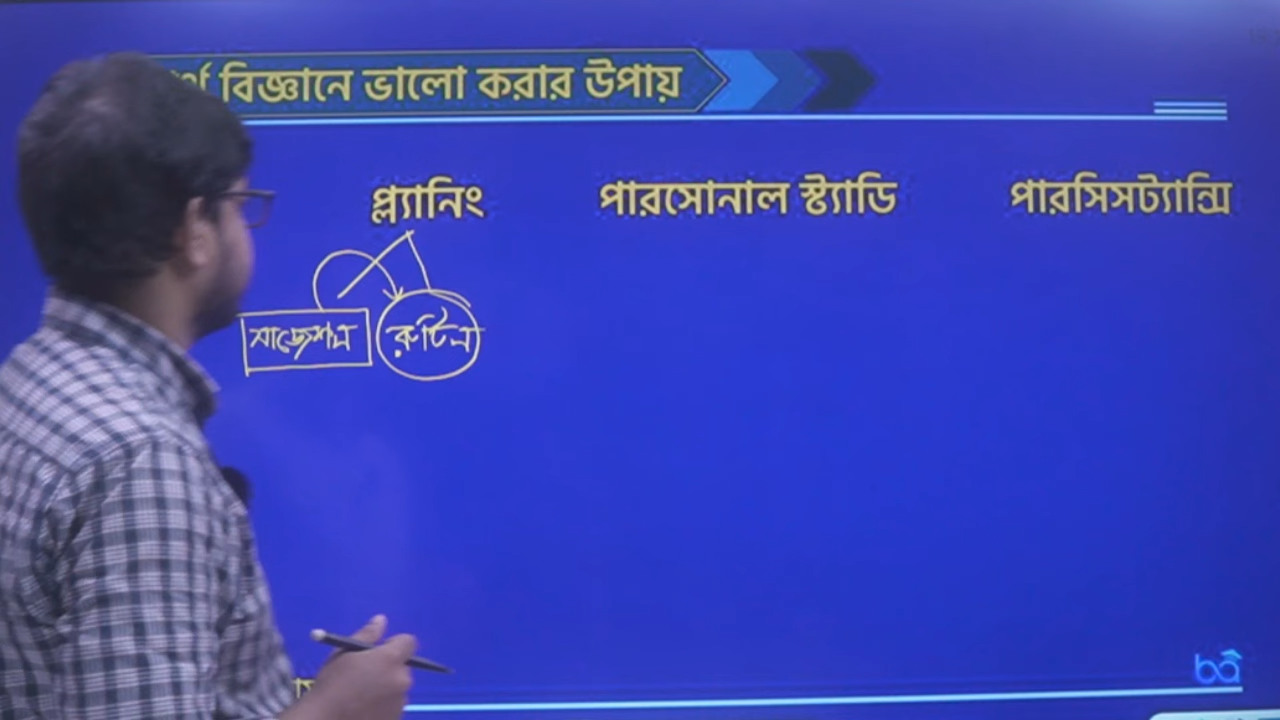 বিজ্ঞানে ভালো করার উপায়
প্ল্যানিং পারসোনাল স্ট্যাডি পারসিসট্যান্সি
সাজেশন রুটিন